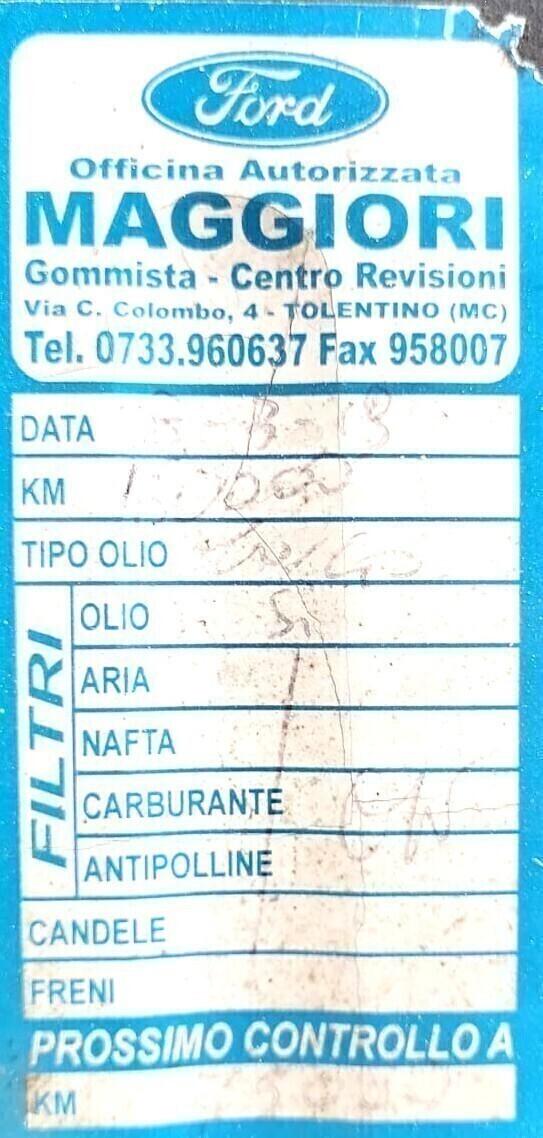 Ford
Officina Autorizzata
MAGGIORI
Gommista - Centro Revisioni
Via C. Colombo, 4 - TOLENTINO (MC)
Tel. 0733.960637 Fax 958007
DATA
KM
TIPO OLIO
FILTRI
OLIO Si
ARIA
NAFTA
CARBURANTE
ANTIPOLLINE
CANDELE
FRENI
PROSSIMO CONTROLLO A
KM